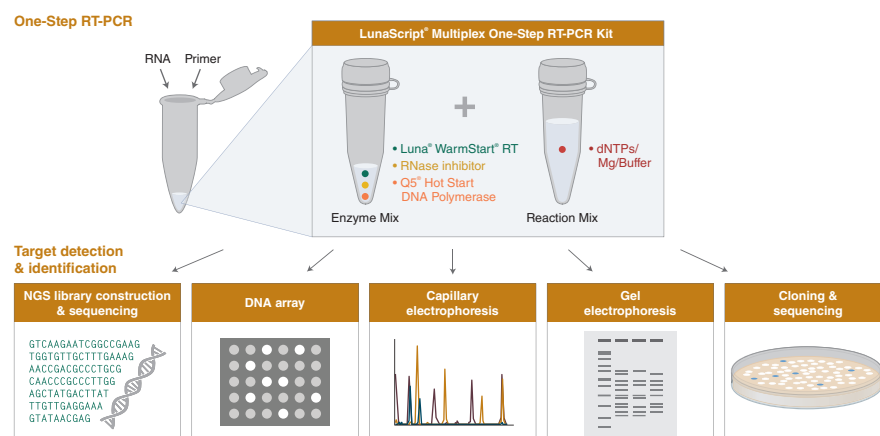 One-Step RT-PCR
LunaScript® Multiplex One-Step RT-PCR Kit
RNA Primer
• Luna® WarmStart® RT
• RNase inhibitor
• Q5® Hot Start
DNA Polymerase
• dNTPs/
Mg/Buffer
Enzyme Mix
Reaction Mix
Target detection
& identification
NGS library construction
& sequencing
DNA array
Capillary
electrophoresis
Gel
electrophoresis
Cloning &
sequencing
GTCAAGAATCGGCCGAAG
TGGTGTTGCTTTGAAAG
AACCGACGCCCTGCG
CAACCCGCCCTTGG
AGCTATGACTTAT
TTGTTGAGGAAA
GTATAACGAG